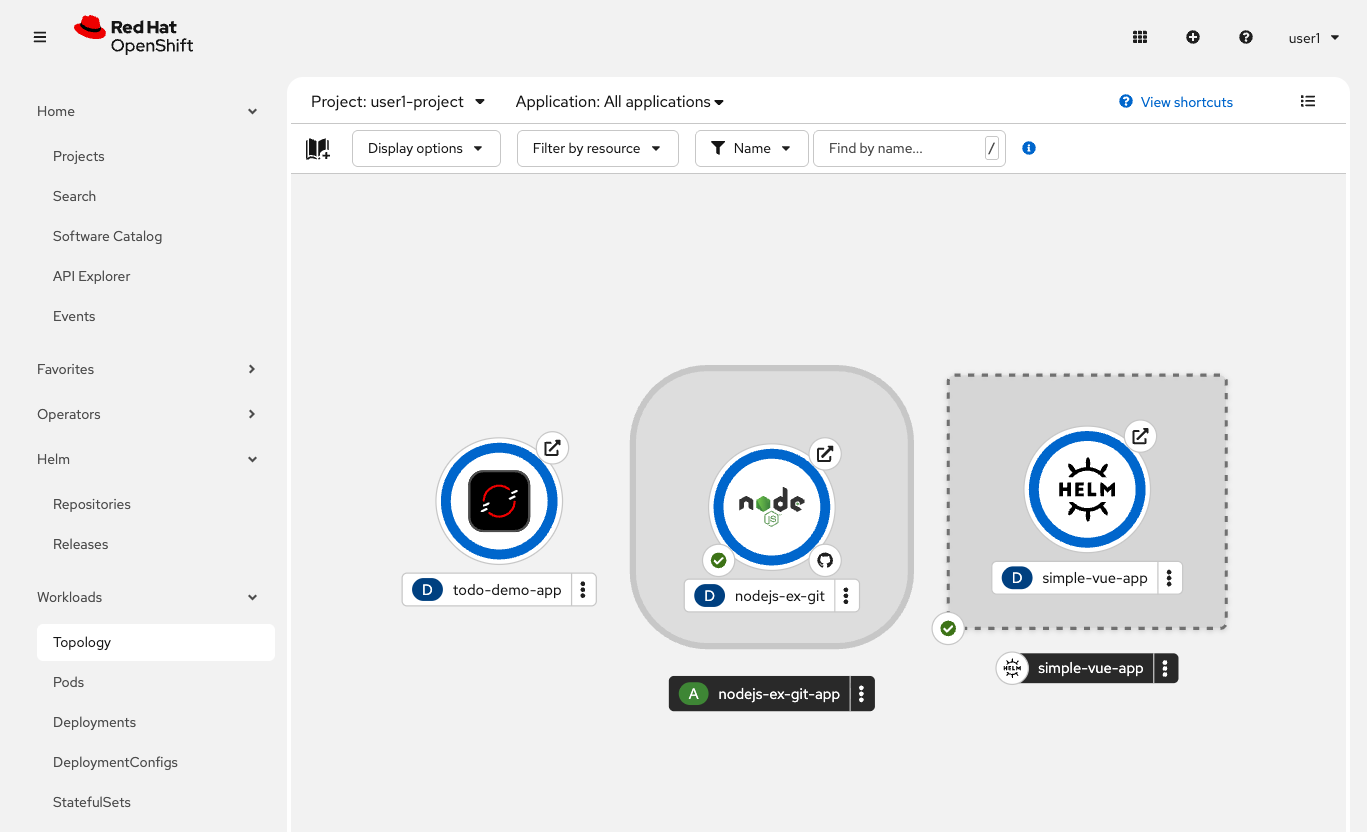 Red Hat
OpenShift
user1
Home
Projects
Search
Software Catalog
API Explorer
Events
Favorites
Operators
Helm
Repositories
Releases
Workloads
Topology
Pods
Deployments
DeploymentConfigs
StatefulSets
Project: user1-project
Application: All applications
View shortcuts
Display options
Filter by resource
Name
Find by name...
/
D todo-demo-app
node
JS
D nodejs-ex-git
A nodejs-ex-git-app
HELM
D simple-vue-app
HELM simple-vue-app